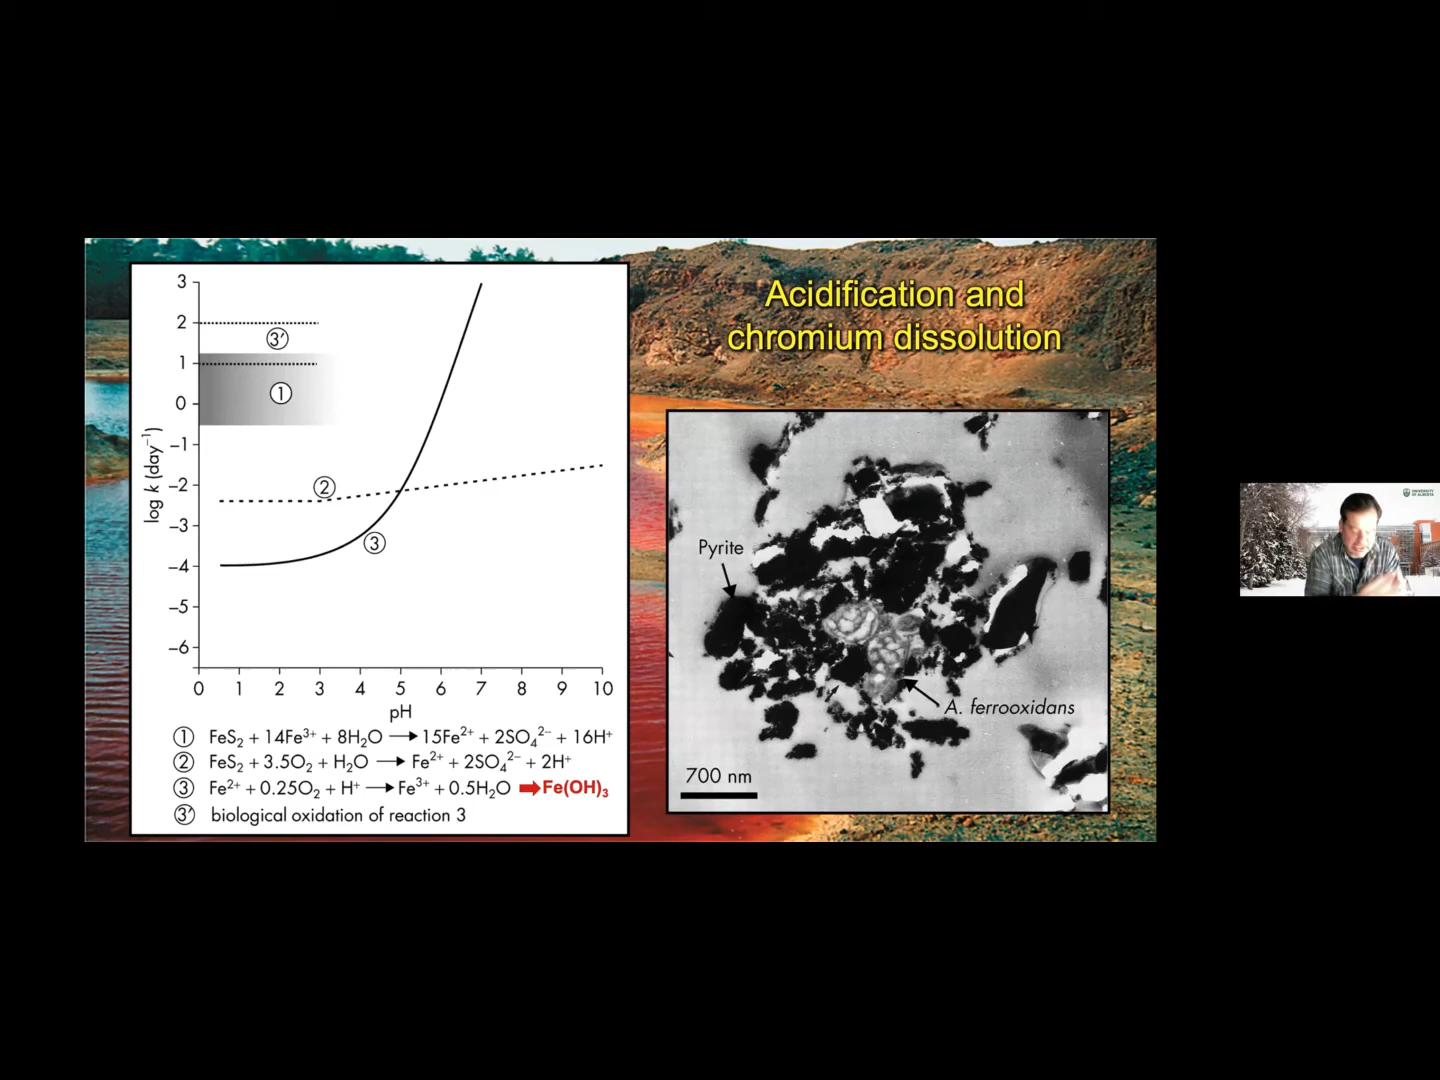 Acidification and
chromium dissolution
3
2
1
0
–1
–2
–3
–4
–5
–6
log k (day⁻¹)
3′
1
2
3
0 1 2 3 4 5 6 7 8 9 10
pH
① FeS₂ + 14Fe³⁺ + 8H₂O → 15Fe²⁺ + 2SO₄²⁻ + 16H⁺
② FeS₂ + 3.5O₂ + H₂O → Fe²⁺ + 2SO₄²⁻ + 2H⁺
③ Fe²⁺ + 0.25O₂ + H⁺ → Fe³⁺ + 0.5H₂O ➡Fe(OH)₃
3′ biological oxidation of reaction 3
Pyrite
A. ferrooxidans
700 nm
UNIVERSITY
OF ALBERTA